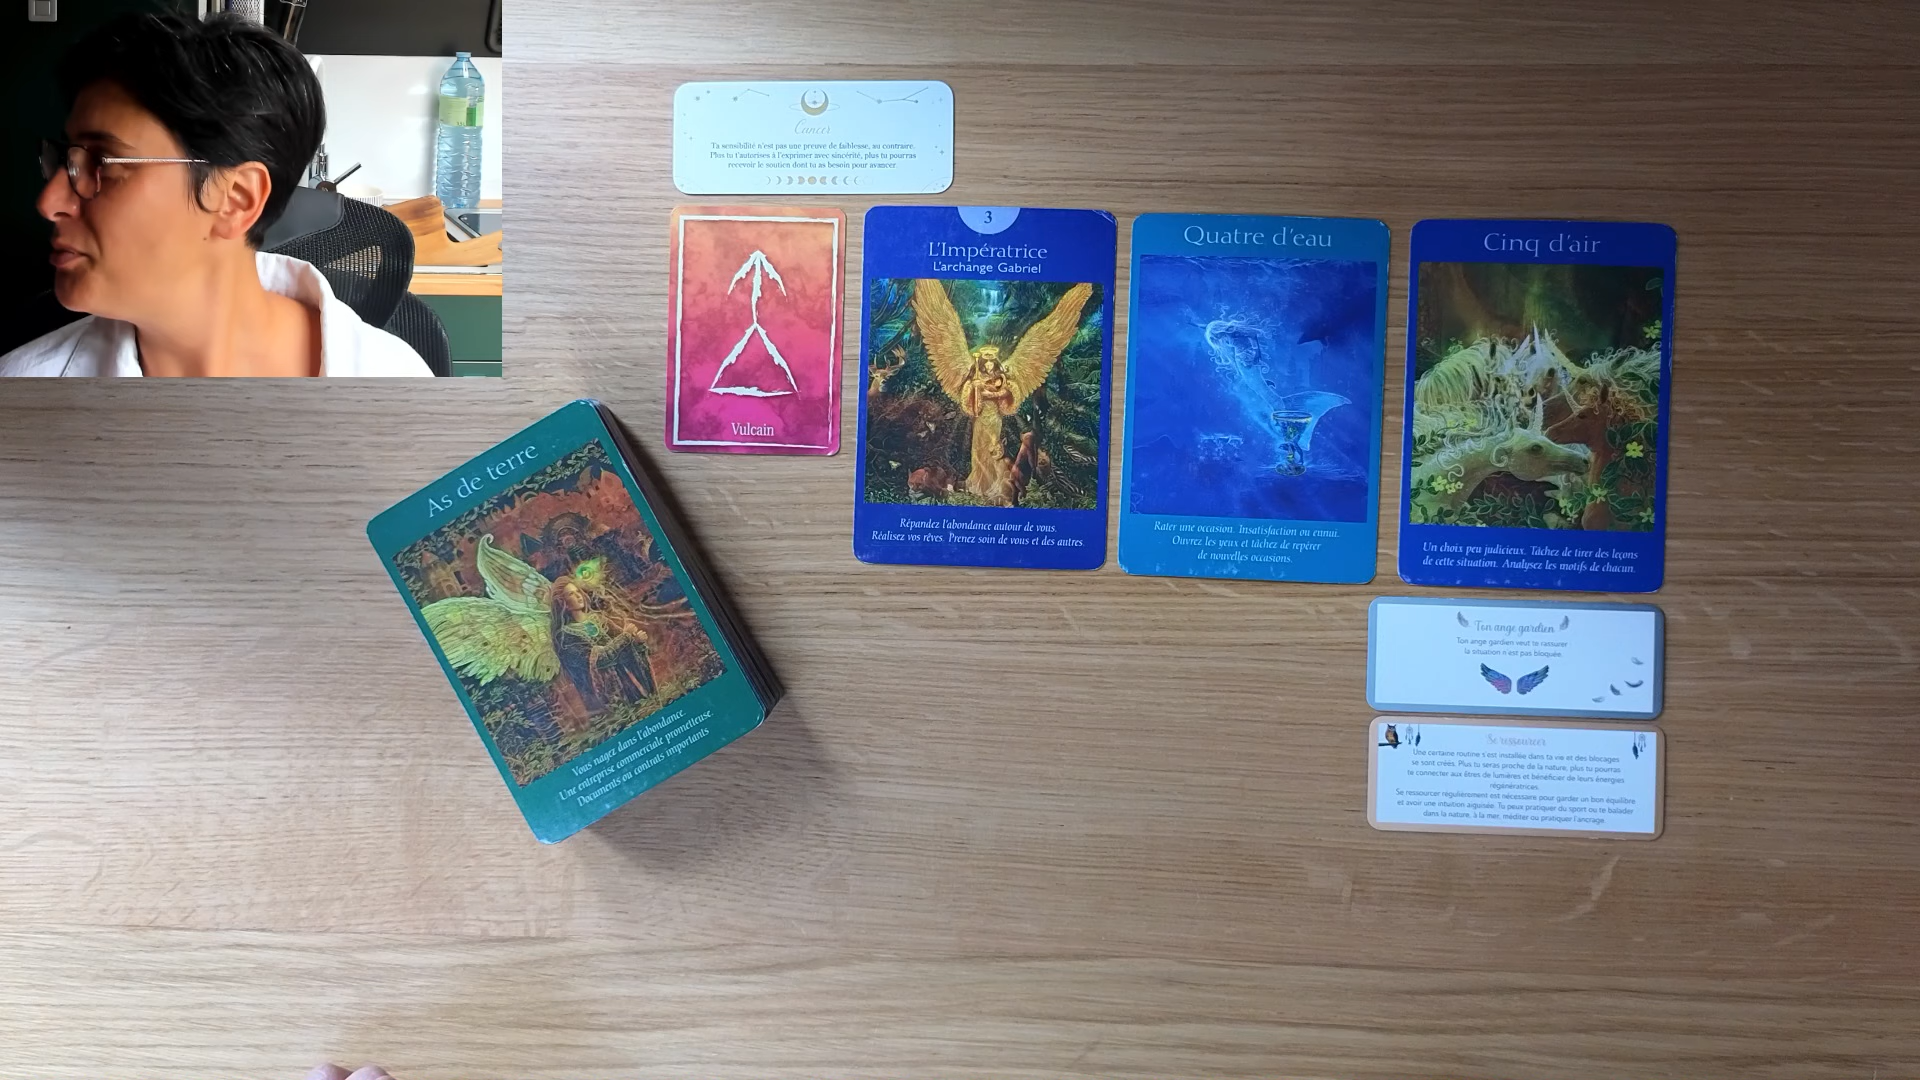 Cancer
Ta sensibilité n'est pas une preuve de faiblesse, au contraire.
Plus tu t'autorises à l'exprimer avec sincérité, plus tu pourras
recevoir le soutien dont tu as besoin pour avancer.
Vulcain
3
L'Impératrice
L'archange Gabriel
Répandez l'abondance autour de vous.
Réalisez vos rêves. Prenez soin de vous et des autres.
Quatre d'eau
Rater une occasion. Insatisfaction ou ennui.
Ouvrez les yeux et tâchez de repérer
de nouvelles occasions.
Cinq d'air
Un choix peu judicieux. Tâchez de tirer des leçons
de cette situation. Analysez les motifs de chacun.
As de terre
Vous nagez dans l'abondance.
Une entreprise commerciale prometteuse.
Documents ou contrats importants
Ton ange gardien
Ton ange gardien veut te rassurer
la situation n'est pas bloquée.
Se ressourcer
Une certaine routine s'est installée dans ta vie et des blocages
se sont créés. Plus tu seras proche de la nature, plus tu pourras
te connecter aux êtres de lumières et bénéficier de leurs énergies
régénératrices.
Se ressourcer régulièrement est nécessaire pour garder un bon équilibre
et avoir une intuition aiguisée. Tu peux pratiquer du sport ou te balader
dans la nature, à la mer, méditer ou pratiquer l'ancrage.